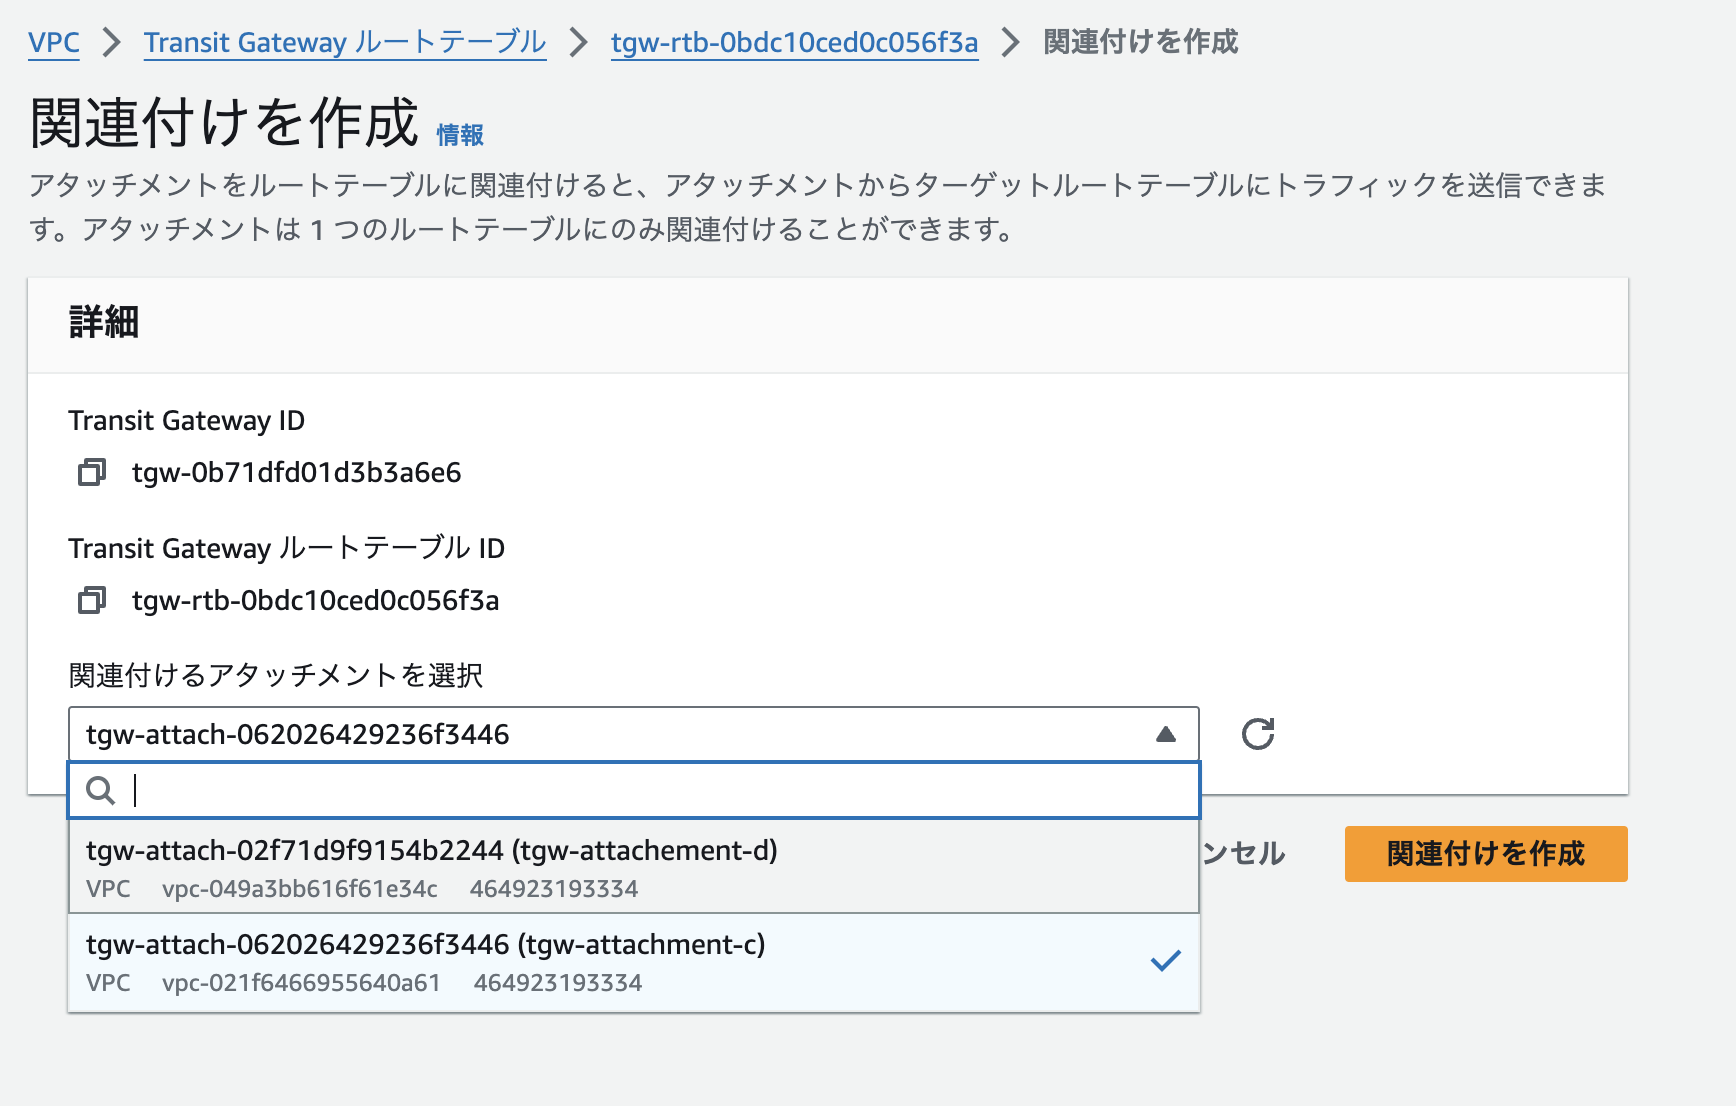 VPC > Transit Gateway ルートテーブル > tgw-rtb-0bdc10ced0c056f3a > 関連付けを作成
関連付けを作成 情報
アタッチメントをルートテーブルに関連付けると、アタッチメントからターゲットルートテーブルにトラフィックを送信できま
す。アタッチメントは 1 つのルートテーブルにのみ関連付けることができます。
詳細
Transit Gateway ID
tgw-0b71dfd01d3b3a6e6
Transit Gateway ルートテーブル ID
tgw-rtb-0bdc10ced0c056f3a
関連付けるアタッチメントを選択
tgw-attach-062026429236f3446
tgw-attach-02f71d9f9154b2244 (tgw-attachement-d)
VPC vpc-049a3bb616f61e34c 464923193334
ンセル 関連付けを作成
tgw-attach-062026429236f3446 (tgw-attachment-c)
VPC vpc-021f6466955640a61 464923193334